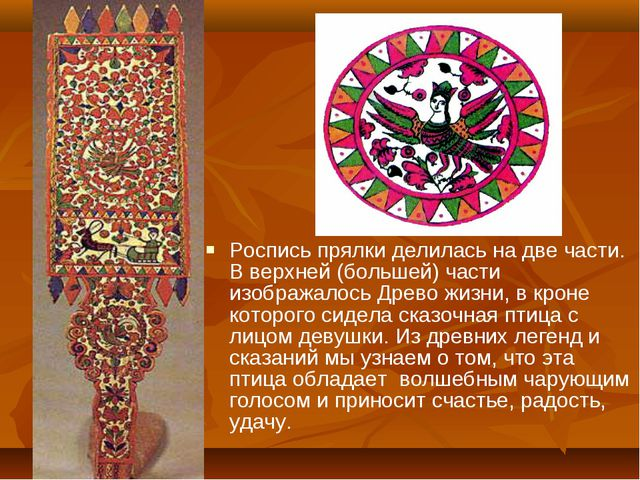 Роспись прялки делилась на две части.
В верхней (большей) части
изображалось Древо жизни, в кроне
которого сидела сказочная птица с
лицом девушки. Из древних легенд и
сказаний мы узнаем о том, что эта
птица обладает волшебным чарующим
голосом и приносит счастье, радость,
удачу.